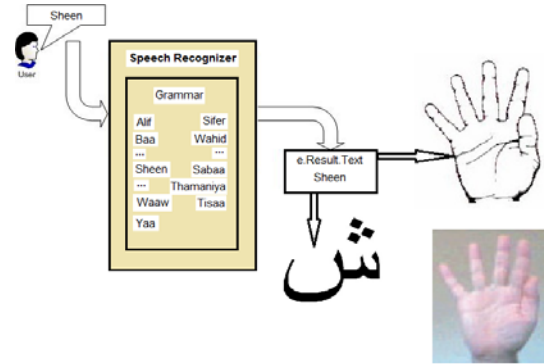 Sheen
User
Speech Recognizer
Grammar
Alif Sifer
Baa Wahid
... ...
Sheen Sabaa
... Thamaniya
Waaw Tisaa
Yaa
e.Result.Text
Sheen
ش